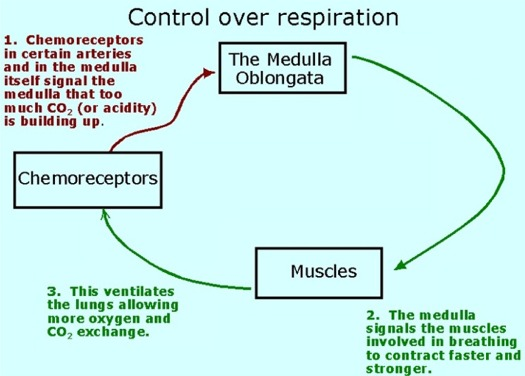 Control over respiration
1. Chemoreceptors
in certain arteries
and in the medulla
itself signal the
medulla that too
much CO₂ (or acidity)
is building up.
The Medulla
Oblongata
Chemoreceptors
Muscles
3. This ventilates
the lungs allowing
more oxygen and
CO₂ exchange.
2. The medulla
signals the muscles
involved in breathing
to contract faster and
stronger.